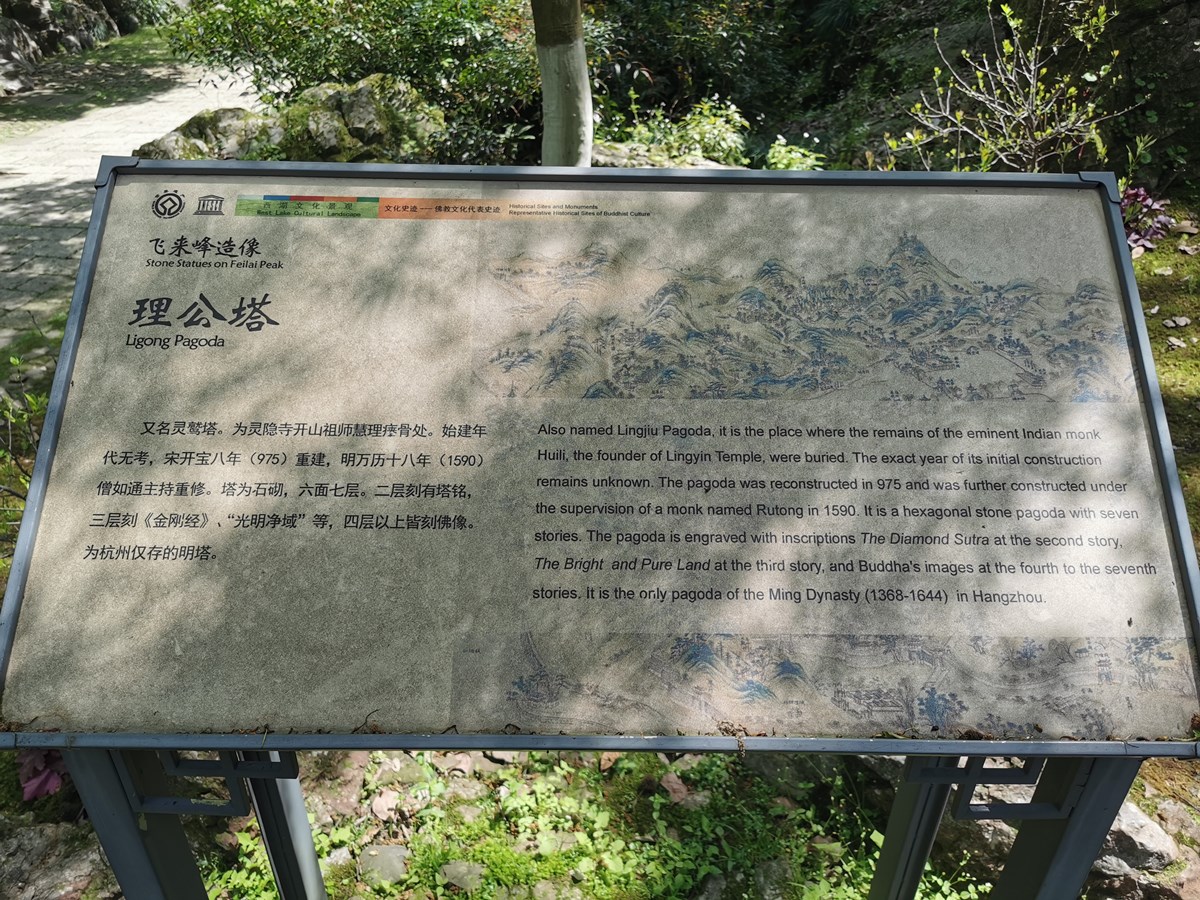 西湖文化景观
West Lake Cultural Landscape
文化史迹——佛教文化代表史迹
Historical Sites and Monuments
Representative Historical Sites of Buddhist Culture
飞来峰造像
Stone Statues on Feilai Peak
理公塔
Ligong Pagoda
又名灵鹫塔。为灵隐寺开山祖师慧理瘗骨处。始建年
代无考，宋开宝八年（975）重建，明万历十八年（1590）
僧如通主持重修。塔为石砌，六面七层。二层刻有塔铭，
三层刻《金刚经》、“光明净域”等，四层以上皆刻佛像。
为杭州仅存的明塔。
Also named Lingjiu Pagoda, it is the place where the remains of the eminent Indian monk
Huili, the founder of Lingyin Temple, were buried. The exact year of its initial construction
remains unknown. The pagoda was reconstructed in 975 and was further constructed under
the supervision of a monk named Rutong in 1590. It is a hexagonal stone pagoda with seven
stories. The pagoda is engraved with inscriptions The Diamond Sutra at the second story,
The Bright and Pure Land at the third story, and Buddha's images at the fourth to the seventh
stories. It is the only pagoda of the Ming Dynasty (1368-1644) in Hangzhou.